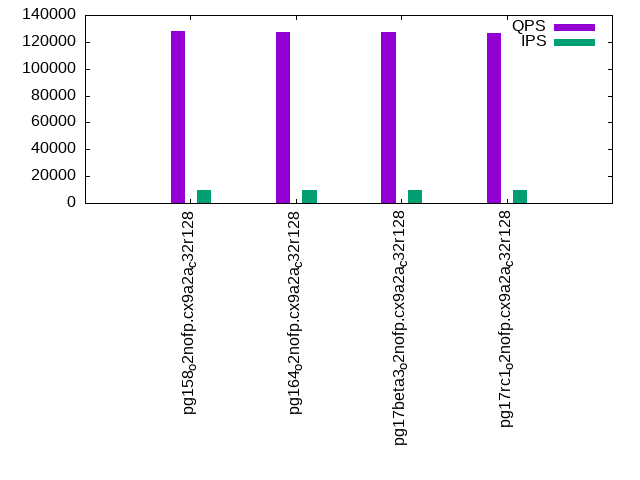 140000
120000
100000
80000
60000
40000
20000
0
QPS
IPS
pg158o2nofp.cx9a2ac32r128
pg164o2nofp.cx9a2ac32r128
pg17beta3o2nofp.cx9a2ac32r128
pg17rc1o2nofp.cx9a2ac32r128